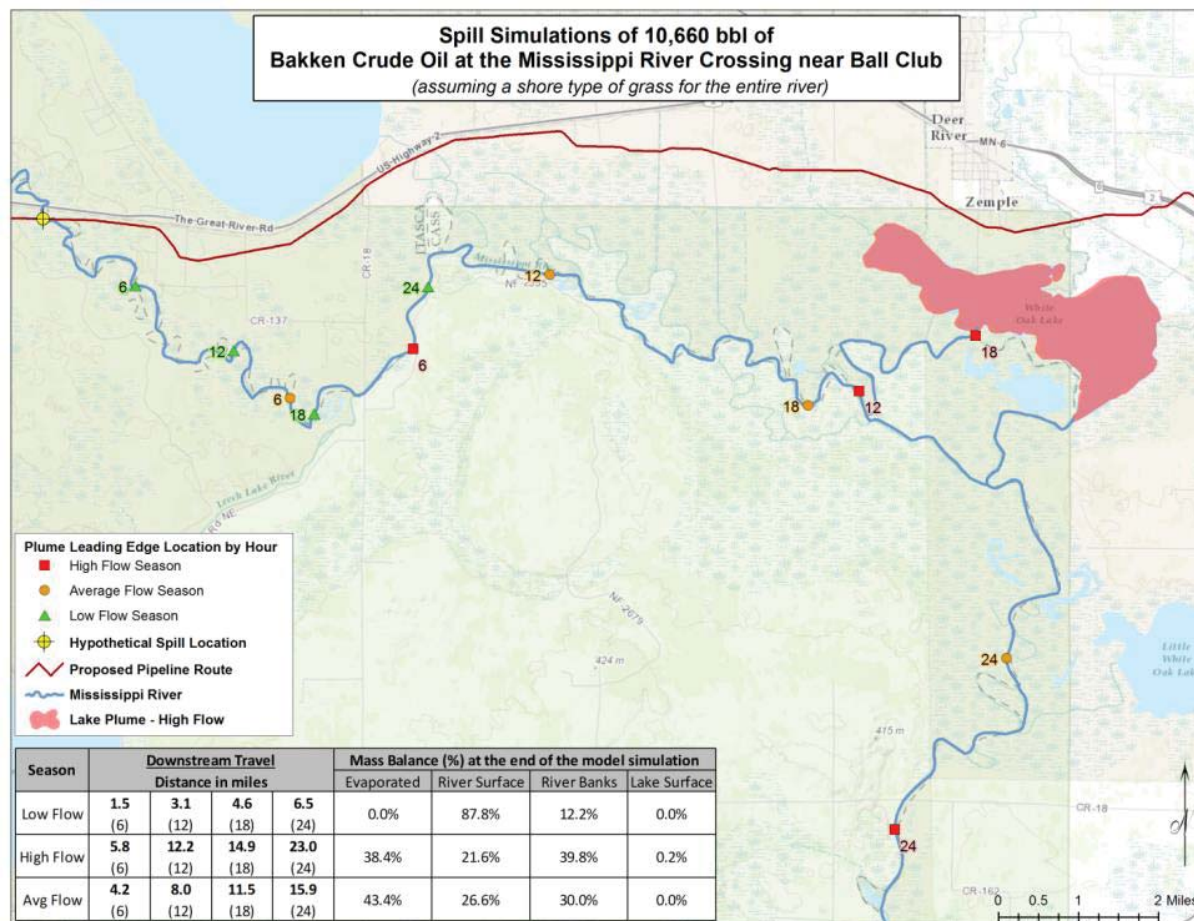 Spill Simulations of 10,660 bbl of
Bakken Crude Oil at the Mississippi River Crossing near Ball Club
(assuming a shore type of grass for the entire river)
Deer
River
MN 6
6
2
US Highway 2
Zemple
The Great River Rd
ITASCA
CASS
CR-18
Mississippi
12
24
6
White
Oak Lake
CR-137
12
6
18
6
18
18
12
Leech Lake River
Rd NE
Plume Leading Edge Location by Hour
High Flow Season
Average Flow Season
Low Flow Season
Hypothetical Spill Location
Proposed Pipeline Route
Mississippi River
Lake Plume - High Flow
NF 2679
424 m
24
Little
White
Oak Lake
415 m
CR-18
24
CR-162
N
0 0.5 1 2 Miles
Season Downstream Travel Mass Balance (%) at the end of the model simulation
Distance in miles Evaporated River Surface River Banks Lake Surface
Low Flow 1.5 3.1 4.6 6.5 0.0% 87.8% 12.2% 0.0%
(6) (12) (18) (24)
High Flow 5.8 12.2 14.9 23.0 38.4% 21.6% 39.8% 0.2%
(6) (12) (18) (24)
Avg Flow 4.2 8.0 11.5 15.9 43.4% 26.6% 30.0% 0.0%
(6) (12) (18) (24)